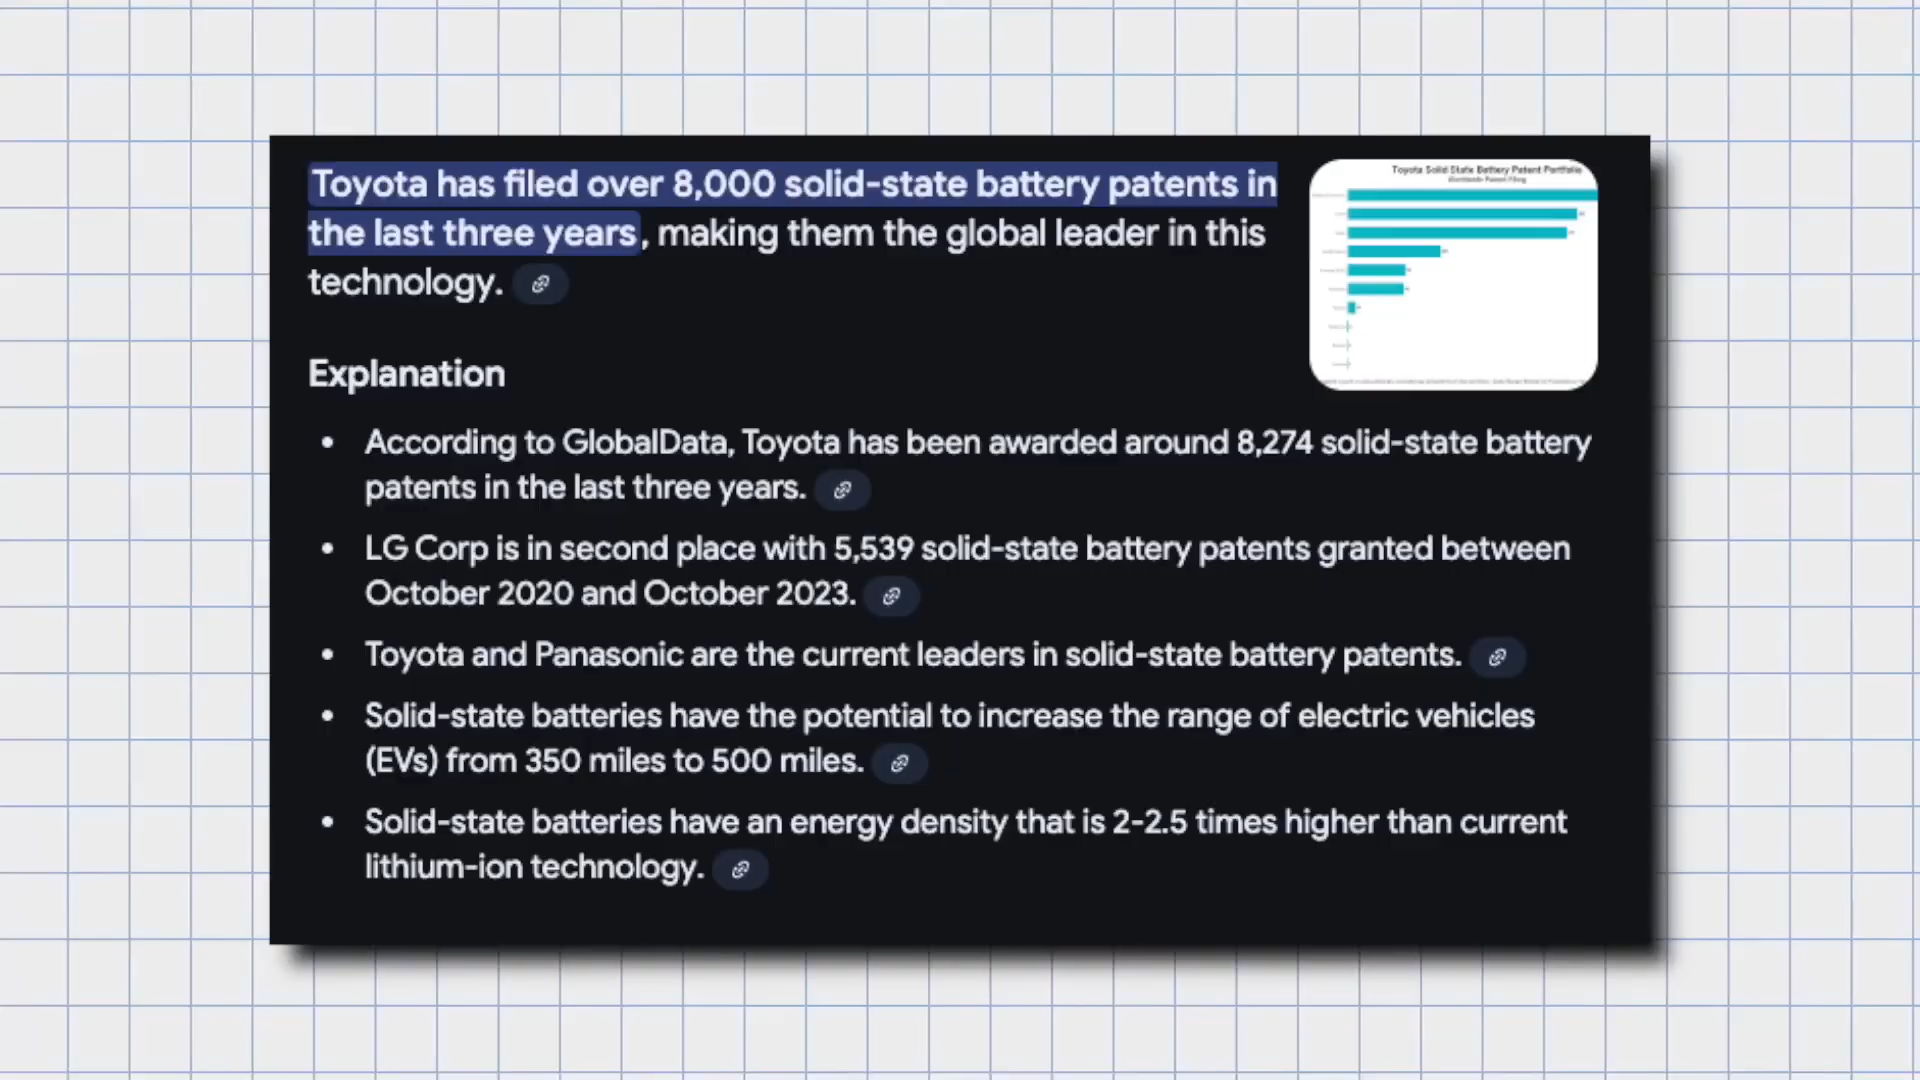 Toyota has filed over 8,000 solid-state battery patents in
the last three years, making them the global leader in this
technology.
Toyota Solid State Battery Patent Portfolio
Worldwide Patent Filing
Explanation
• According to GlobalData, Toyota has been awarded around 8,274 solid-state battery
patents in the last three years.
• LG Corp is in second place with 5,539 solid-state battery patents granted between
October 2020 and October 2023.
• Toyota and Panasonic are the current leaders in solid-state battery patents.
• Solid-state batteries have the potential to increase the range of electric vehicles
(EVs) from 350 miles to 500 miles.
• Solid-state batteries have an energy density that is 2-2.5 times higher than current
lithium-ion technology.